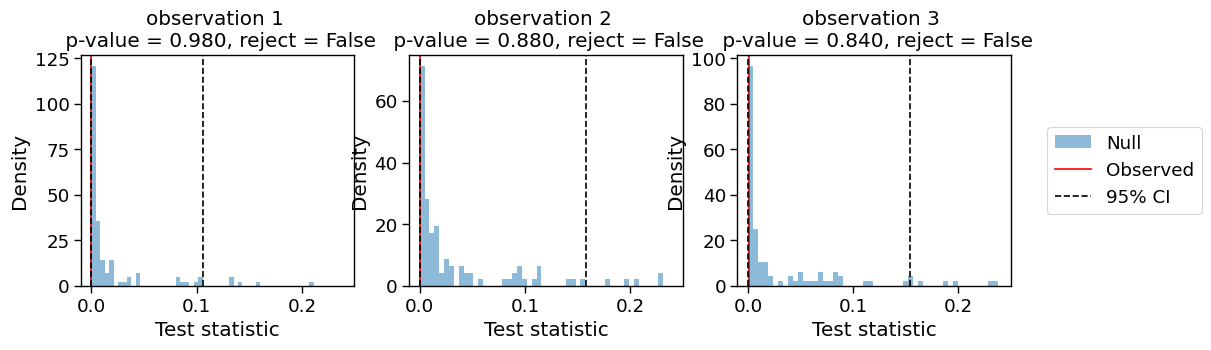 observation 1
p-value = 0.980, reject = False
Density
125
100
75
50
25
0
0.0
0.1
0.2
Test statistic
observation 2
p-value = 0.880, reject = False
Density
60
40
20
0
0.0
0.1
0.2
Test statistic
observation 3
p-value = 0.840, reject = False
Density
100
80
60
40
20
0
0.0
0.1
0.2
Test statistic
Null
Observed
95% CI